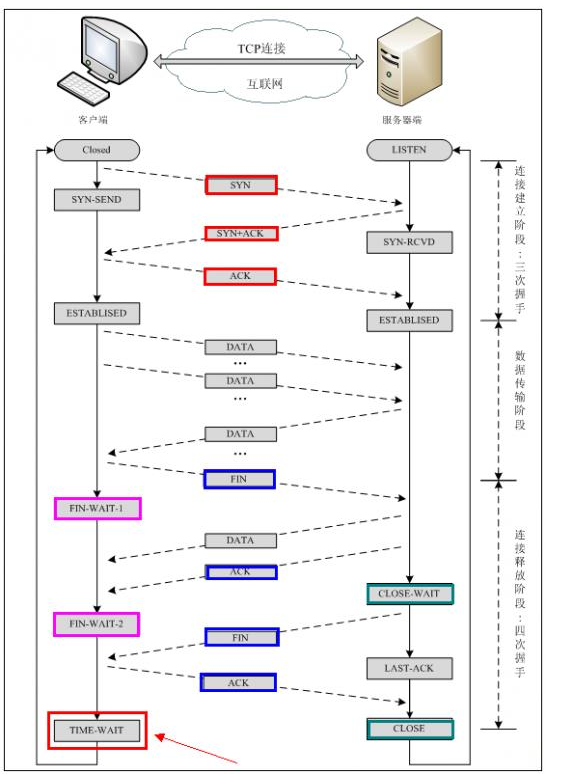 TCP连接
互联网
客户端
服务器端
Closed
LISTEN
SYN
SYN-SEND
SYN+ACK
SYN-RCVD
ACK
ESTABLISED
ESTABLISED
连接建立阶段：三次握手
DATA
...
DATA
...
DATA
...
数据传输阶段
FIN
FIN-WAIT-1
DATA
ACK
CLOSE-WAIT
FIN-WAIT-2
FIN
LAST-ACK
ACK
连接释放阶段：四次握手
TIME-WAIT
CLOSE